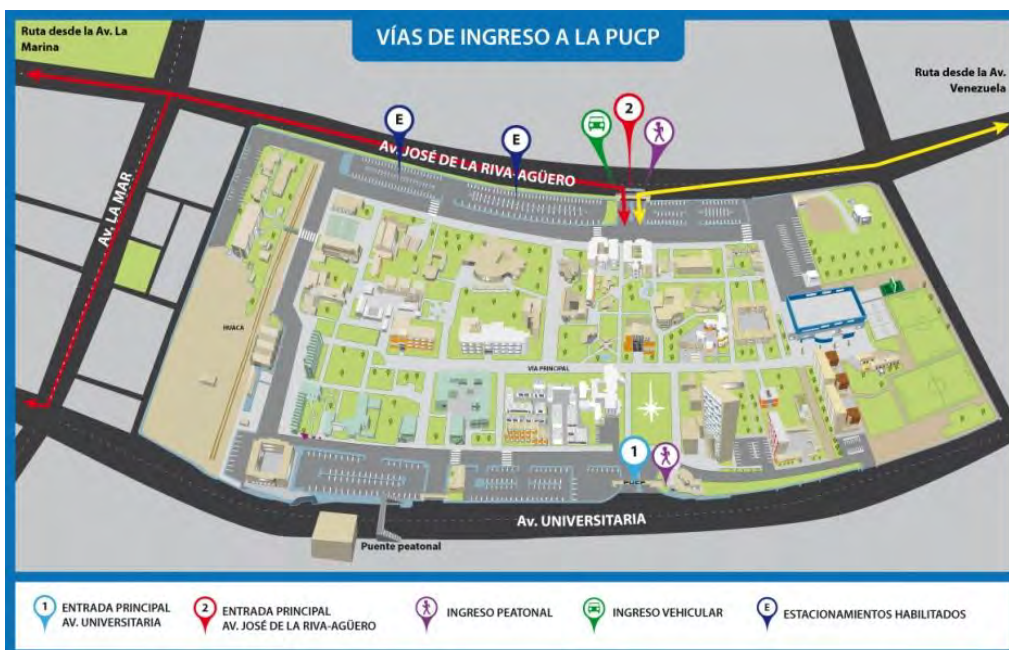 VÍAS DE INGRESO A LA PUCP
Ruta desde la Av. La
Marina
Ruta desde la Av.
Venezuela
E
E
2
Av. JOSÉ DE LA RIVA-AGÜERO
Av. LA MAR
HUACA
VÍA PRINCIPAL
1
PUCP
Av. UNIVERSITARIA
Puente peatonal
1
ENTRADA PRINCIPAL
AV. UNIVERSITARIA
2
ENTRADA PRINCIPAL
AV. JOSÉ DE LA RIVA-AGÜERO
INGRESO PEATONAL
INGRESO VEHICULAR
E
ESTACIONAMIENTOS HABILITADOS